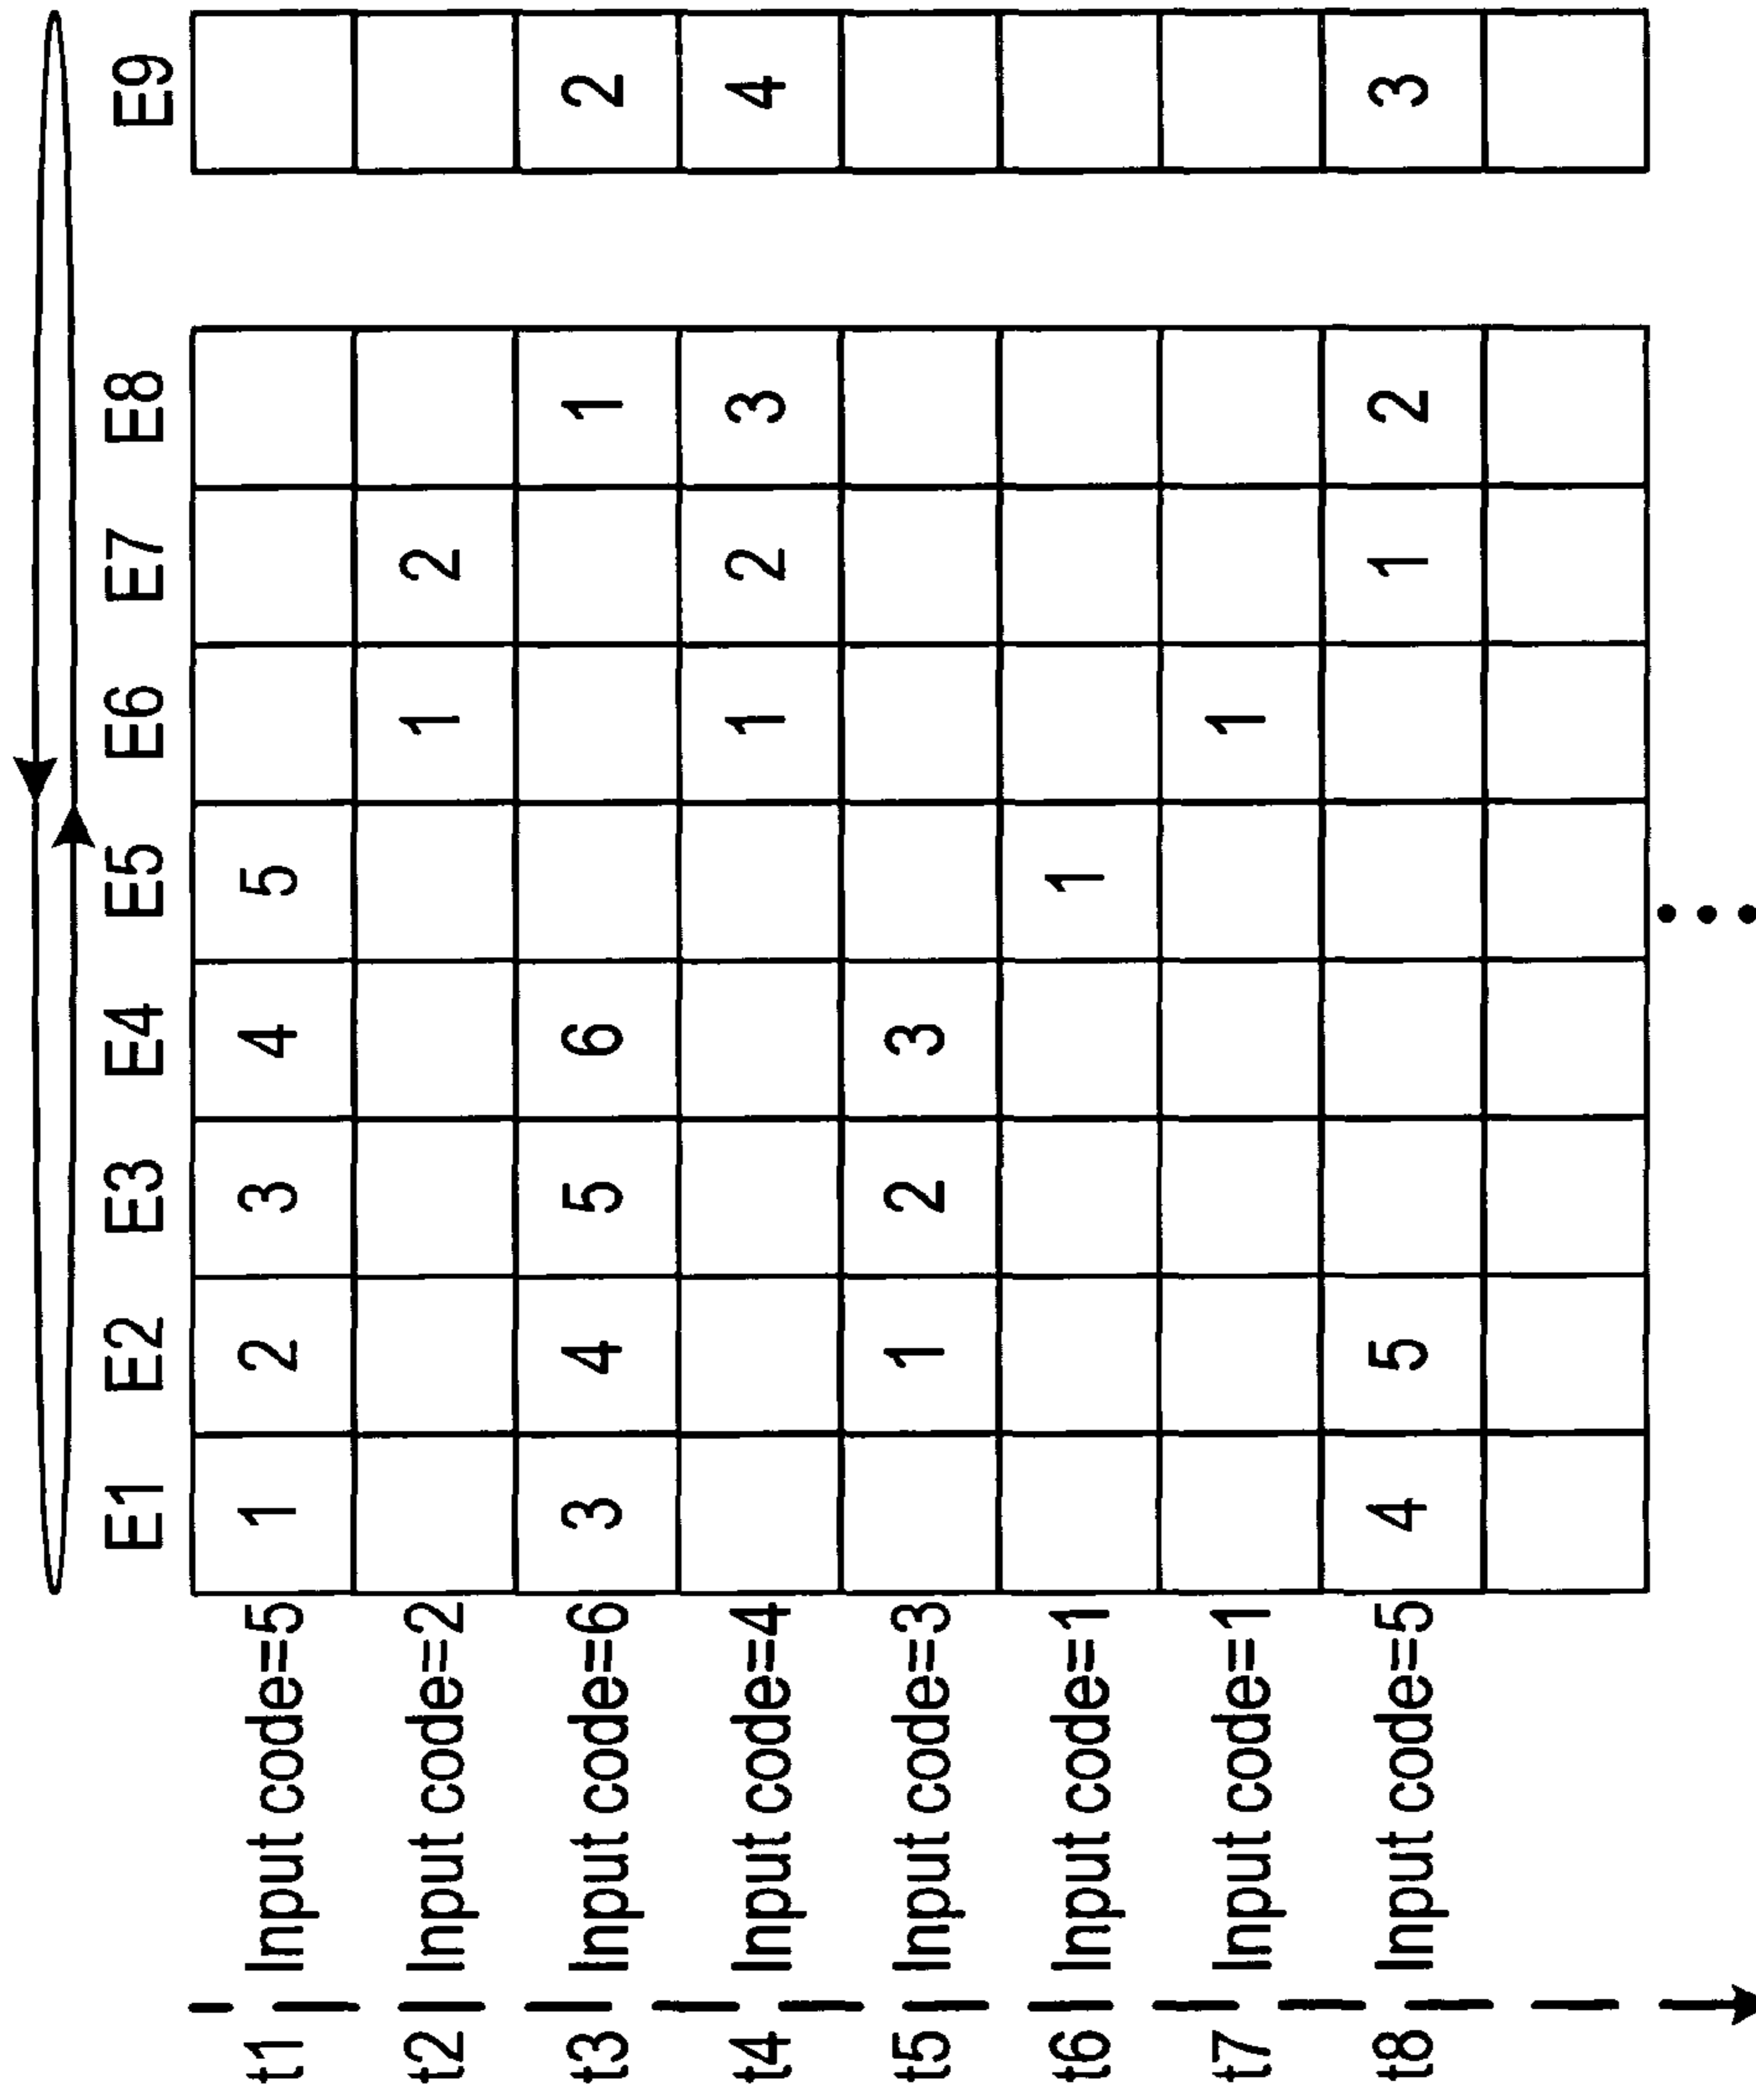 E1 E2 E3 E4 E5 E6 E7 E8 E9
t1 Input code=5 1 2 3 4 5
t2 Input code=2 1 2
t3 Input code=6 3 4 5 6 1 2
t4 Input code=4 1 2 3 4
t5 Input code=3 1 2 3
t6 Input code=1 1
t7 Input code=1 1
t8 Input code=5 4 5 1 2 3